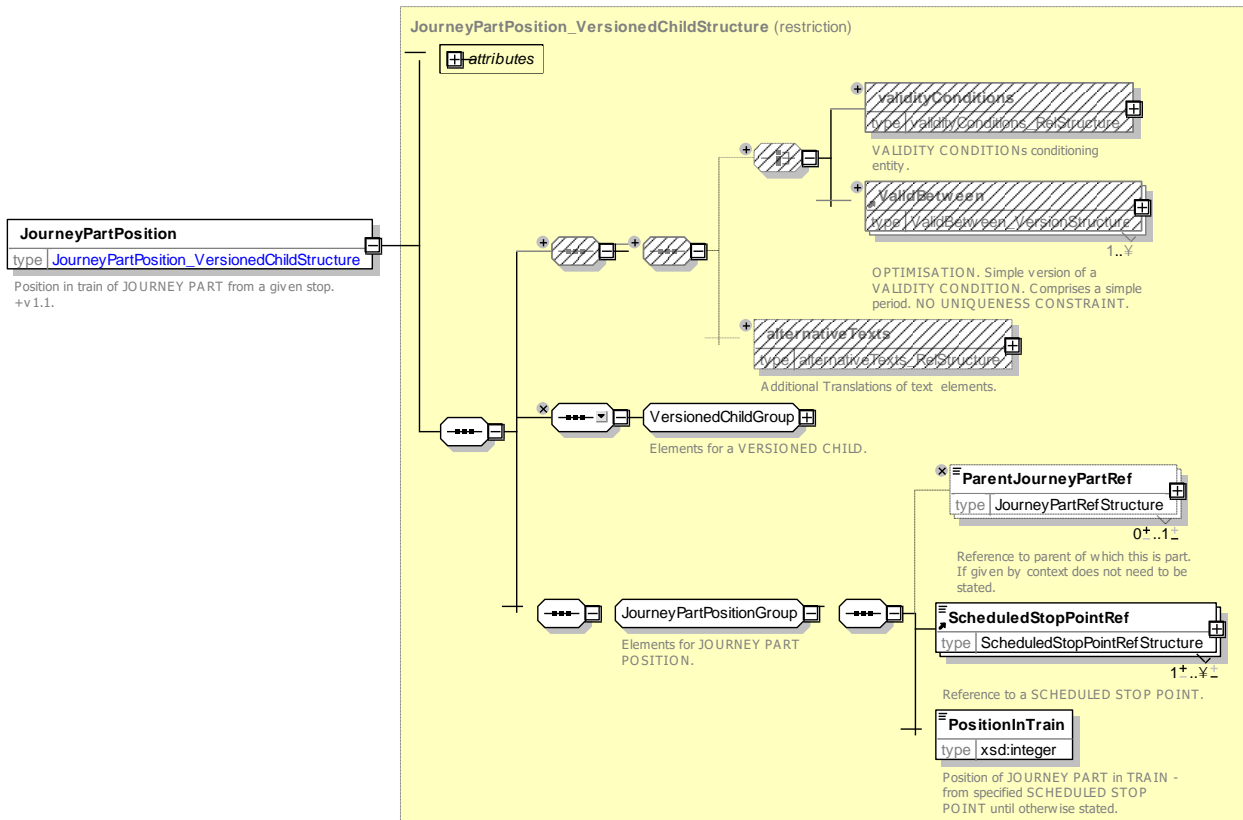 JourneyPartPosition_VersionedChildStructure (restriction)
attributes
validityConditions
type validityConditions_RelStructure
VALIDITY CONDITIONs conditioning
entity.
ValidBetween
type ValidBetween_VersionStructure
1..¥
OPTIMISATION. Simple version of a
VALIDITY CONDITION. Comprises a simple
period. NO UNIQUENESS CONSTRAINT.
JourneyPartPosition
type JourneyPartPosition_VersionedChildStructure
Position in train of JOURNEY PART from a given stop.
+v1.1.
alternativeTexts
type alternativeTexts_RelStructure
Additional Translations of text elements.
VersionedChildGroup
Elements for a VERSIONED CHILD.
ParentJourneyPartRef
type JourneyPartRefStructure
0±..1±
Reference to parent of which this is part.
If given by context does not need to be
stated.
JourneyPartPositionGroup
Elements for JOURNEY PART
POSITION.
ScheduledStopPointRef
type ScheduledStopPointRefStructure
1±..¥±
Reference to a SCHEDULED STOP POINT.
PositionInTrain
type xsd:integer
Position of JOURNEY PART in TRAIN -
from specified SCHEDULED STOP
POINT until otherwise stated.